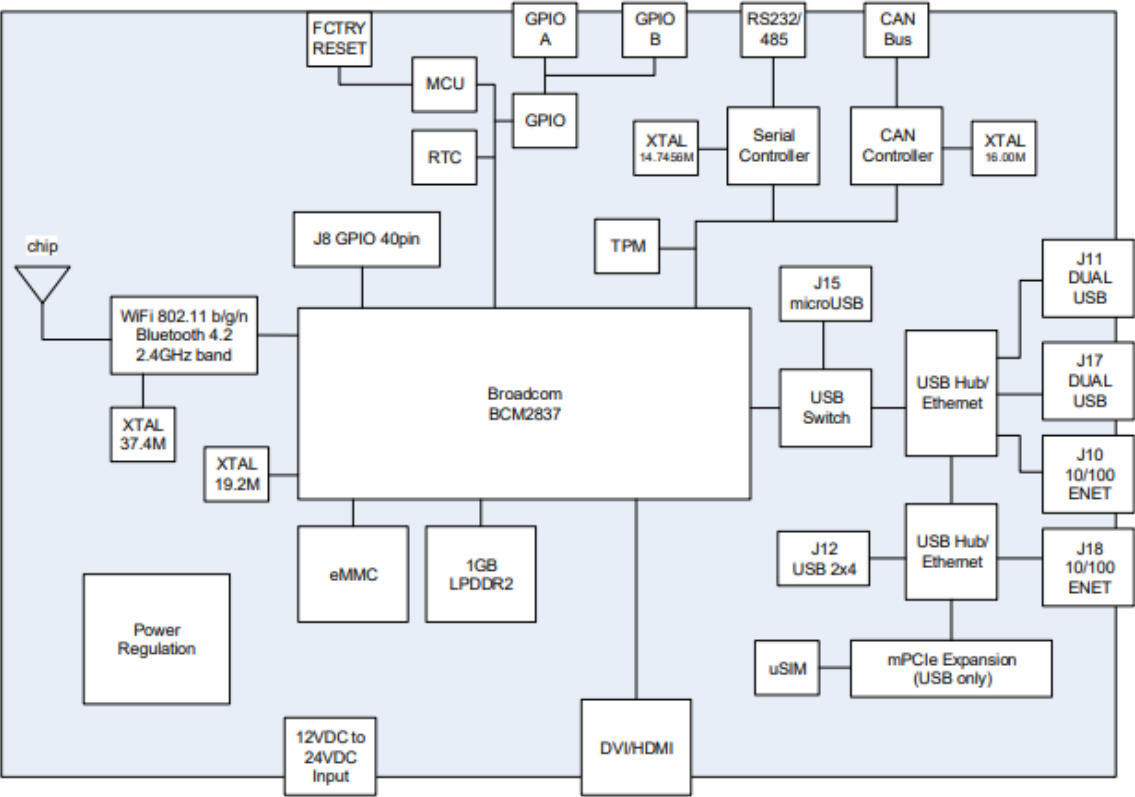 FCTRY
RESET
GPIO
A
GPIO
B
RS232/
485
CAN
Bus
MCU
GPIO
RTC
XTAL
14.7456M
Serial
Controller
CAN
Controller
XTAL
16.00M
J8 GPIO 40pin
TPM
chip
WiFi 802.11 b/g/n
Bluetooth 4.2
2.4GHz band
J15
microUSB
J11
DUAL
USB
XTAL
37.4M
XTAL
19.2M
Broadcom
BCM2837
USB
Switch
USB Hub/
Ethernet
J17
DUAL
USB
J10
10/100
ENET
eMMC
1GB
LPDDR2
J12
USB 2x4
USB Hub/
Ethernet
J18
10/100
ENET
Power
Regulation
uSIM
mPCIe Expansion
(USB only)
12VDC to
24VDC
Input
DVI/HDMI